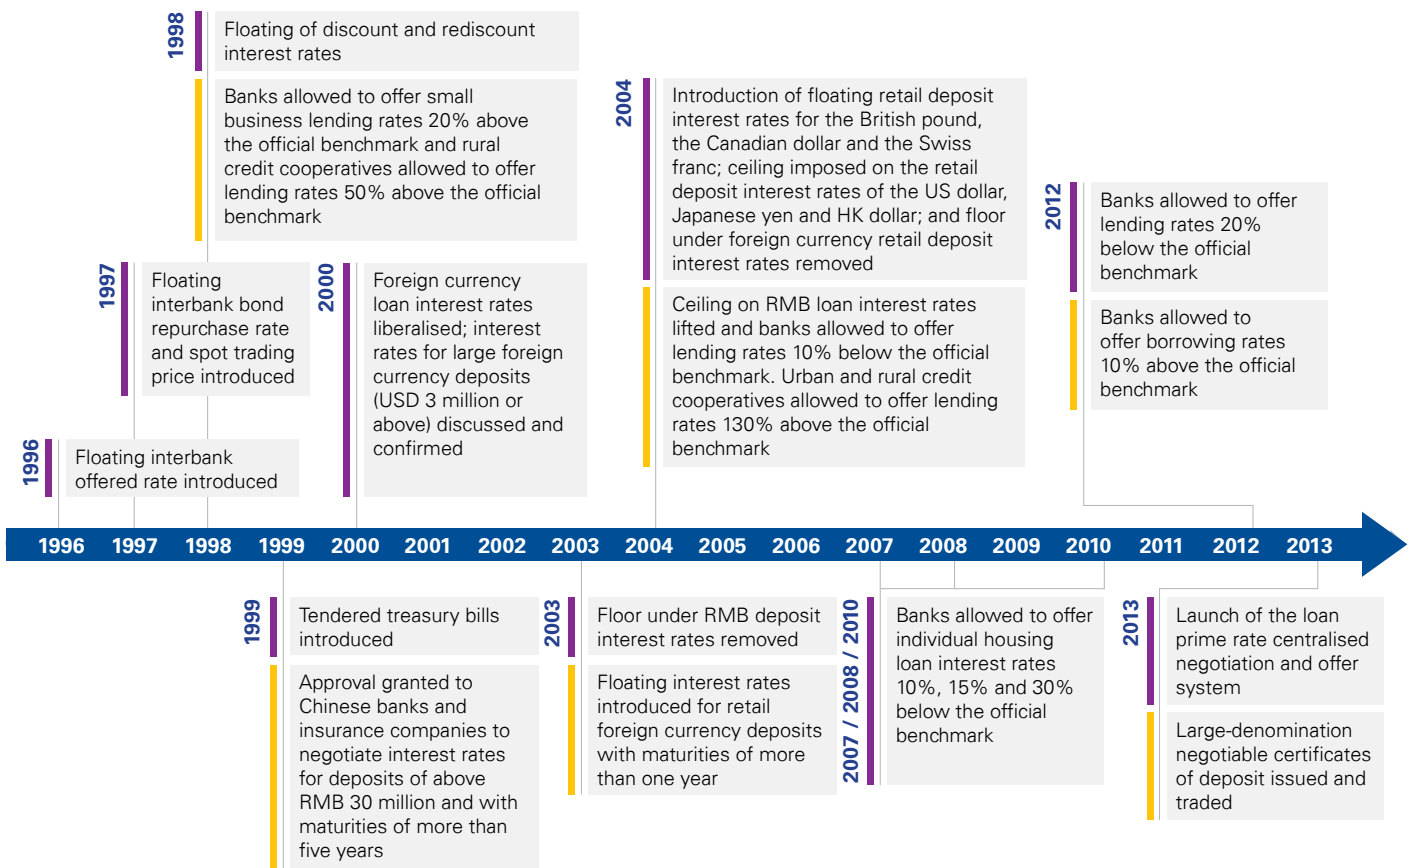 1998
Floating of discount and rediscount
interest rates
Banks allowed to offer small
business lending rates 20% above
the official benchmark and rural
credit cooperatives allowed to offer
lending rates 50% above the official
benchmark
1997
Floating
interbank bond
repurchase rate
and spot trading
price introduced
1996
Floating interbank
offered rate introduced
2000
Foreign currency
loan interest rates
liberalised; interest
rates for large foreign
currency deposits
(USD 3 million or
above) discussed and
confirmed
2004
Introduction of floating retail deposit
interest rates for the British pound,
the Canadian dollar and the Swiss
franc; ceiling imposed on the retail
deposit interest rates of the US dollar,
Japanese yen and HK dollar; and floor
under foreign currency retail deposit
interest rates removed
Ceiling on RMB loan interest rates
lifted and banks allowed to offer
lending rates 10% below the official
benchmark. Urban and rural credit
cooperatives allowed to offer lending
rates 130% above the official
benchmark
2012
Banks allowed to offer
lending rates 20%
below the official
benchmark
Banks allowed to
offer borrowing rates
10% above the official
benchmark
1996 1997 1998 1999 2000 2001 2002 2003 2004 2005 2006 2007 2008 2009 2010 2011 2012 2013
1999
Tendered treasury bills
introduced
Approval granted to
Chinese banks and
insurance companies to
negotiate interest rates
for deposits of above
RMB 30 million and with
maturities of more than
five years
2003
Floor under RMB deposit
interest rates removed
Floating interest rates
introduced for retail
foreign currency deposits
with maturities of more
than one year
2007 / 2008 / 2010
Banks allowed to offer
individual housing
loan interest rates
10%, 15% and 30%
below the official
benchmark
2013
Launch of the loan
prime rate centralised
negotiation and offer
system
Large-denomination
negotiable certificates
of deposit issued and
traded